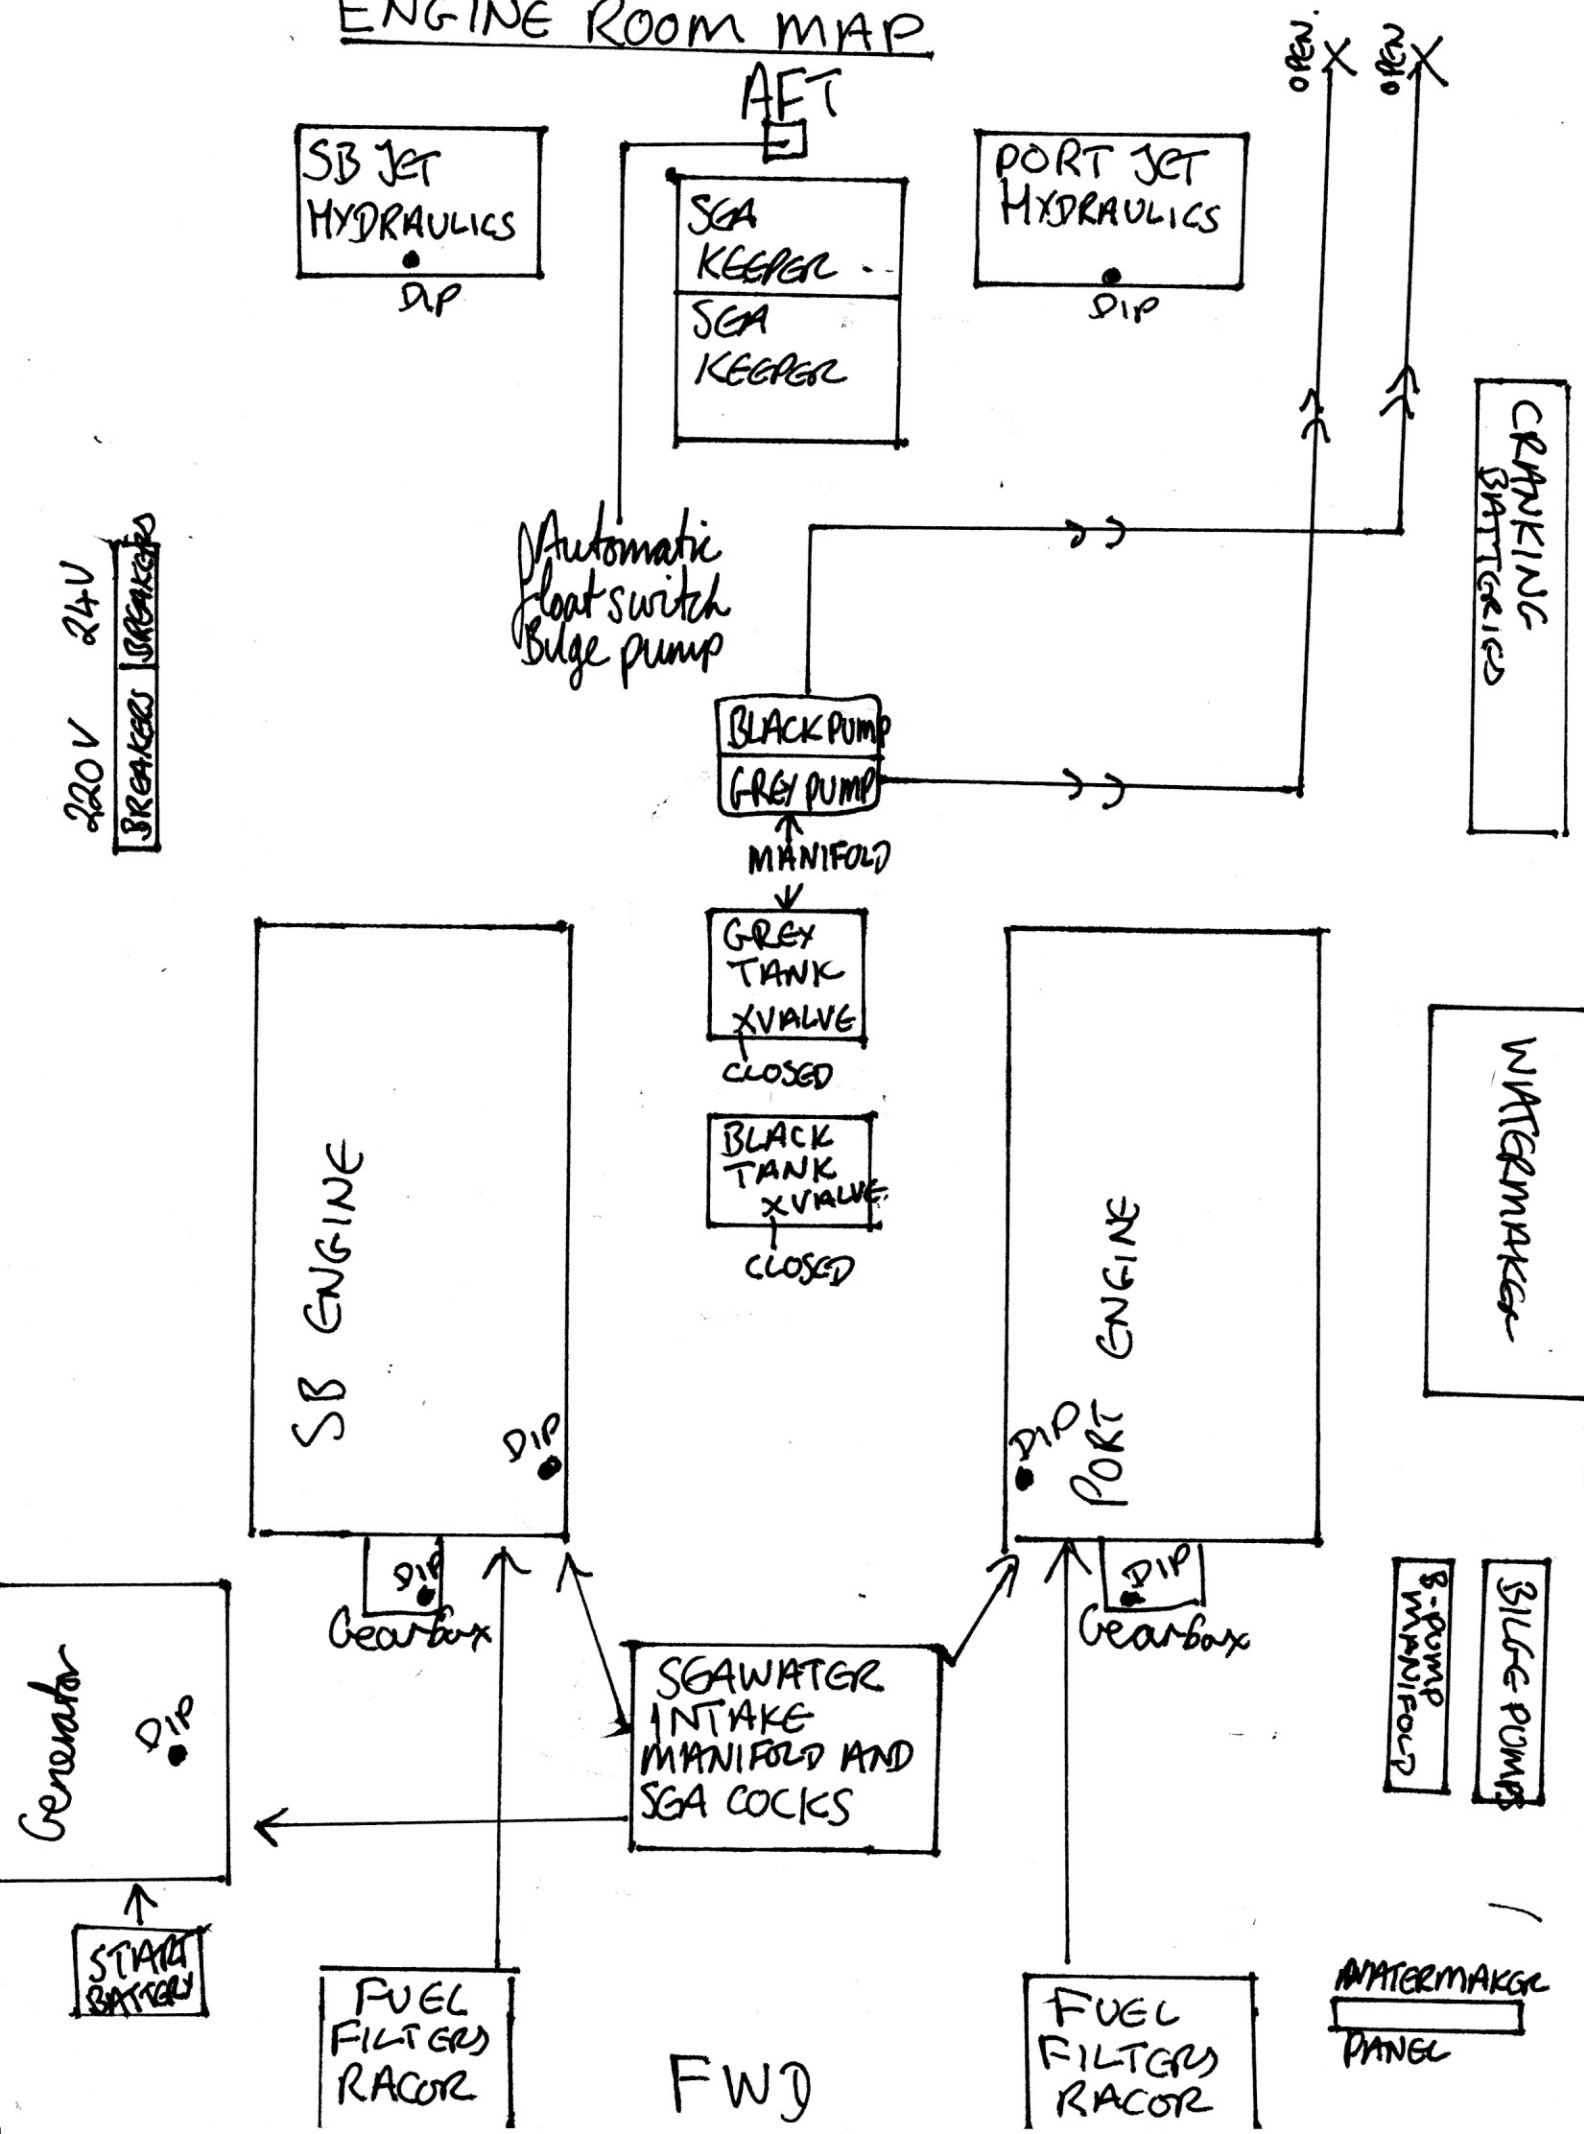 ENGINE ROOM MAP
AFT
OPEN
OPEN
SB JET
HYDRAULICS
DIP
SEA
KEEPER
SEA
KEEPER
PORT JET
HYDRAULICS
DIP
CRANKING
BATTERIES
Automatic
float switch
Bilge pump
24V
BREAKERS
220V
BREAKERS
BLACK PUMP
GREY PUMP
MANIFOLD
GREY
TANK
XVALVE
CLOSED
BLACK
TANK
XVALVE
CLOSED
SB ENGINE
DIP
PORT ENGINE
DIP
WATERMAKER
DIP
Gearbox
DIP
Gearbox
B-PUMP
MANIFOLD
BILGE PUMPS
Generator
DIP
SEAWATER
INTAKE
MANIFOLD AND
SEA COCKS
START
BATTERY
FUEL
FILTERS
RACOR
FWD
FUEL
FILTERS
RACOR
WATERMAKER
PANEL